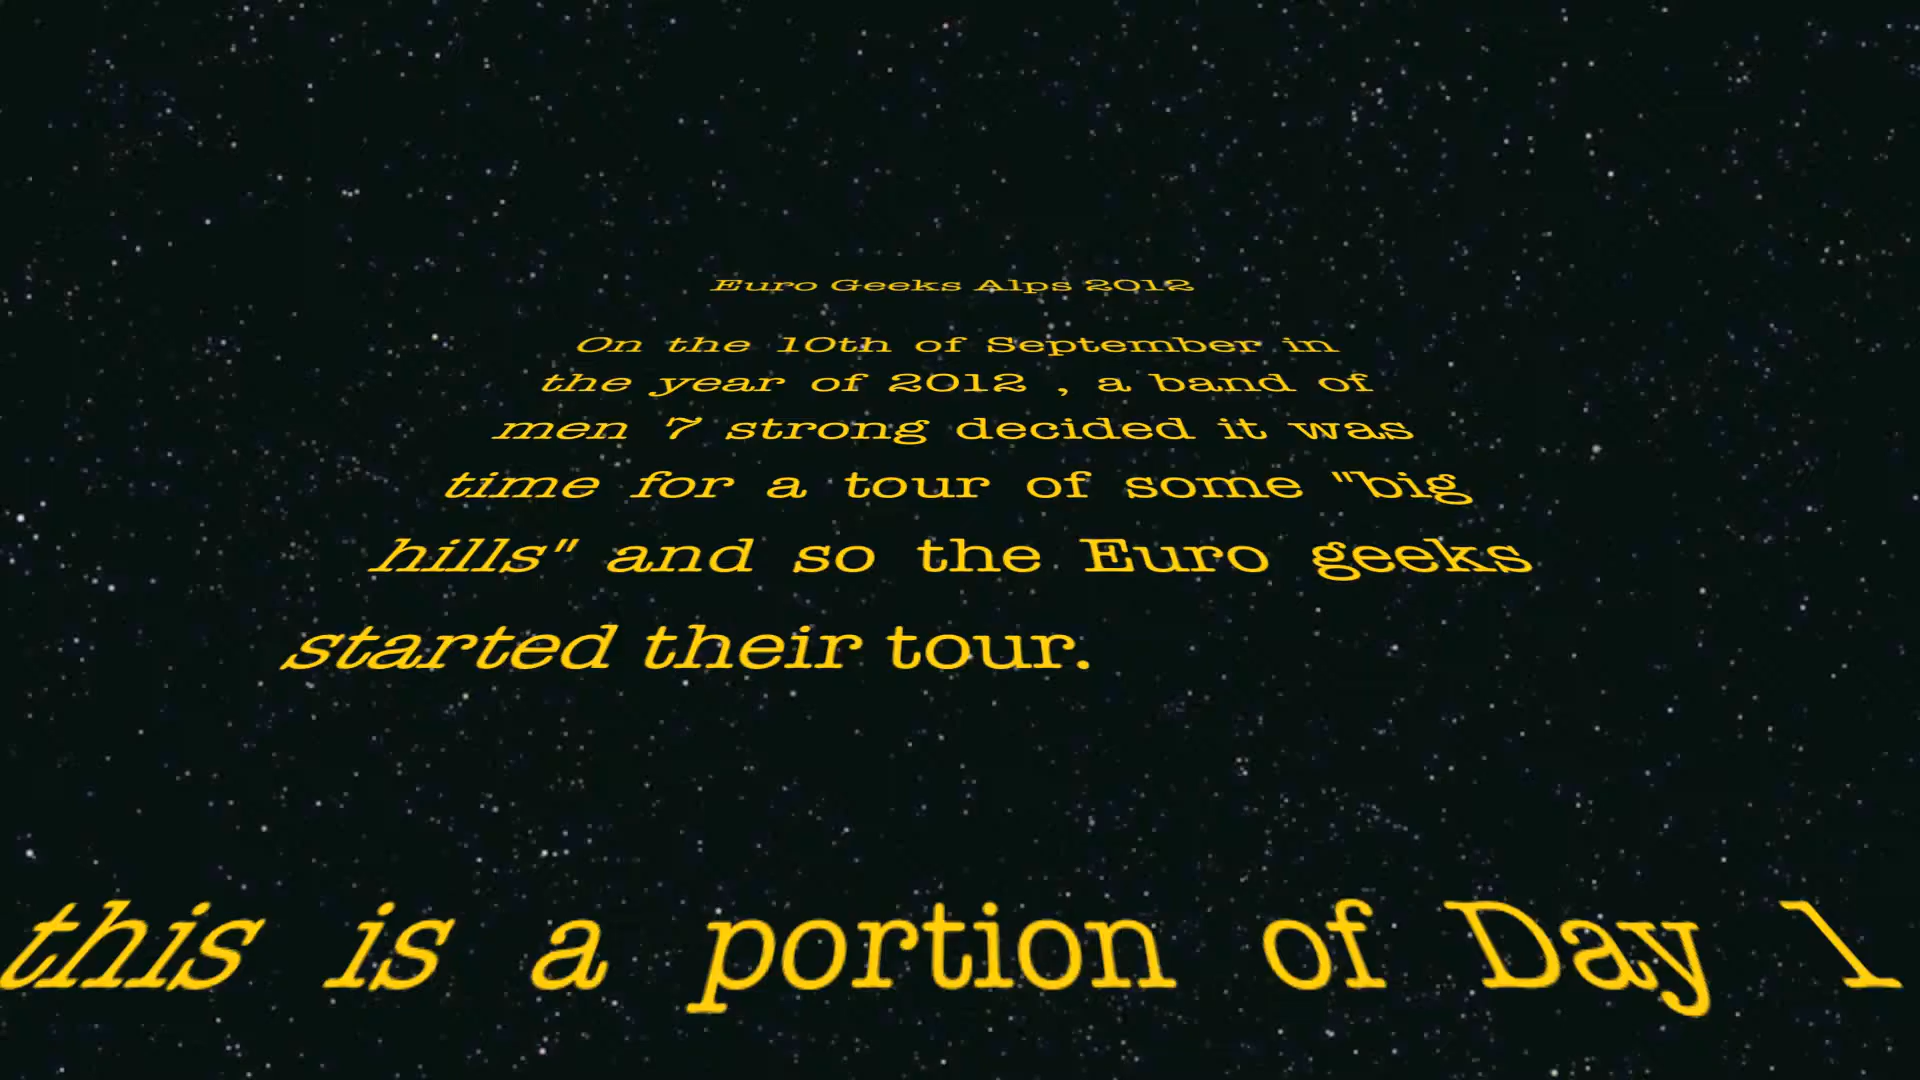 Euro Geeks Alps 2012
On the 10th of September in
the year of 2012 , a band of
men 7 strong decided it was
time for a tour of some "big
hills" and so the Euro geeks
started their tour.
this is a portion of Day 1